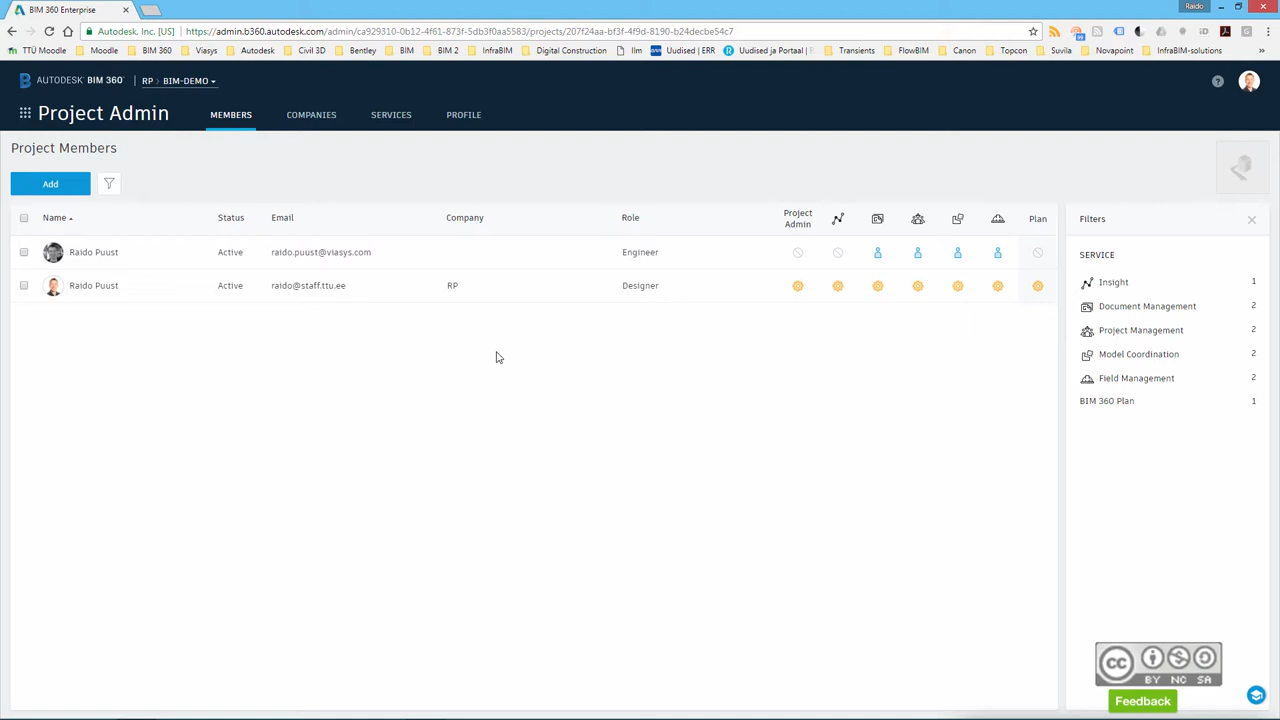 BIM 360 Enterprise
Raido
Autodesk, Inc. [US] https://admin.b360.autodesk.com/admin/ca929310-0b12-4f61-873f-5db3f0aa5583/projects/207f24aa-bf3f-4f9d-8190-b24decbe54c7
TTÜ Moodle Moodle BIM 360 Viasys Autodesk Civil 3D Bentley BIM BIM 2 InfraBIM Digital Construction Uudised | ERR Uudised ja Portaal | Transients FlowBIM Canon Topcon Suvila Novapoint InfraBIM-solutions
AUTODESK BIM 360 RP > BIM-DEMO
Project Admin MEMBERS COMPANIES SERVICES PROFILE
Project Members
Add
Name Status Email Company Role Project Admin Plan
Raido Puust Active raido.puust@viasys.com Engineer
Raido Puust Active raido@staff.ttu.ee RP Designer
Filters
SERVICE
Insight 1
Document Management 2
Project Management 2
Model Coordination 2
Field Management 2
BIM 360 Plan 1
CC BY NC SA
Feedback